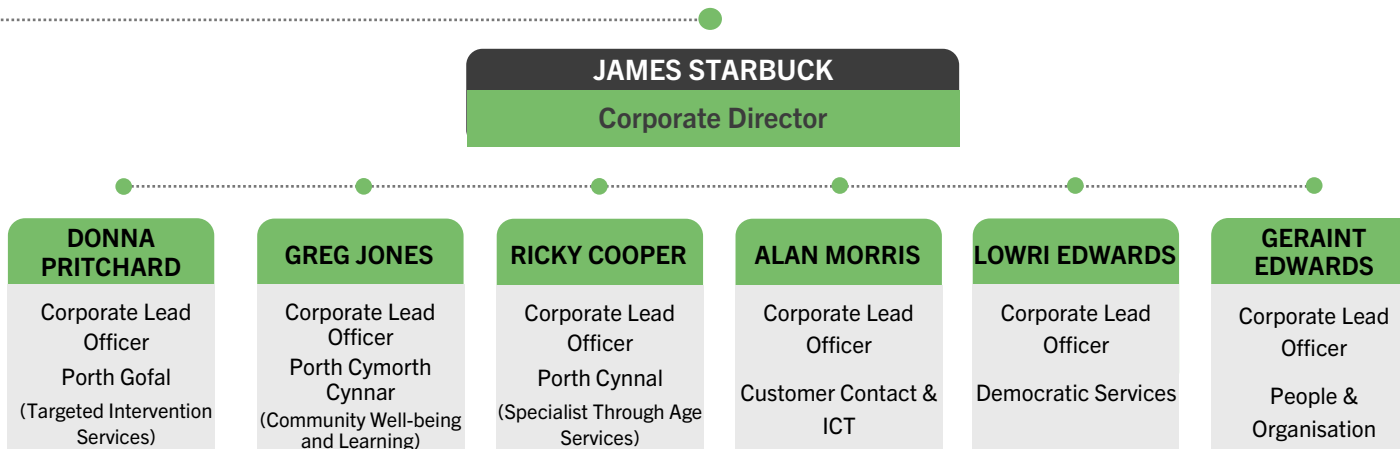 JAMES STARBUCK
Corporate Director
DONNA
PRITCHARD
Corporate Lead
Officer
Porth Gofal
(Targeted Intervention
Services)
GREG JONES
Corporate Lead
Officer
Porth Cymorth
Cynnar
(Community Well-being
and Learning)
RICKY COOPER
Corporate Lead
Officer
Porth Cynnal
(Specialist Through Age
Services)
ALAN MORRIS
Corporate Lead
Officer
Customer Contact &
ICT
LOWRI EDWARDS
Corporate Lead
Officer
Democratic Services
GERAINT
EDWARDS
Corporate Lead
Officer
People &
Organisation